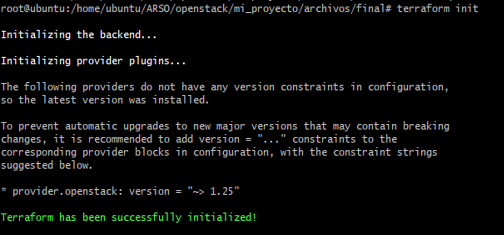 root@ubuntu:/home/ubuntu/ARSO/openstack/mi_proyecto/archivos/final# terraform init
Initializing the backend...
Initializing provider plugins...
The following providers do not have any version constraints in configuration,
so the latest version was installed.
To prevent automatic upgrades to new major versions that may contain breaking
changes, it is recommended to add version = "..." constraints to the
corresponding provider blocks in configuration, with the constraint strings
suggested below.
* provider.openstack: version = "~> 1.25"
Terraform has been successfully initialized!